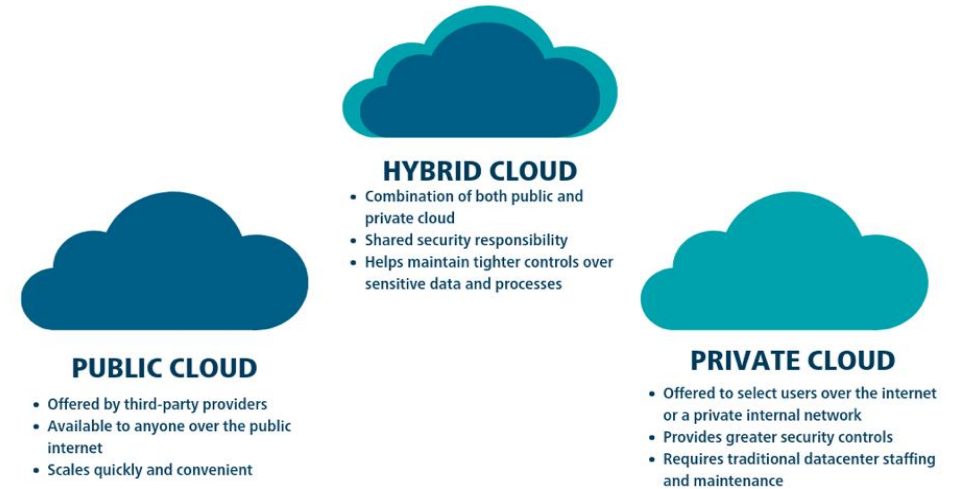 HYBRID CLOUD
• Combination of both public and
private cloud
• Shared security responsibility
• Helps maintain tighter controls over
sensitive data and processes
PUBLIC CLOUD
• Offered by third-party providers
• Available to anyone over the public
internet
• Scales quickly and convenient
PRIVATE CLOUD
• Offered to select users over the internet
or a private internal network
• Provides greater security controls
• Requires traditional datacenter staffing
and maintenance